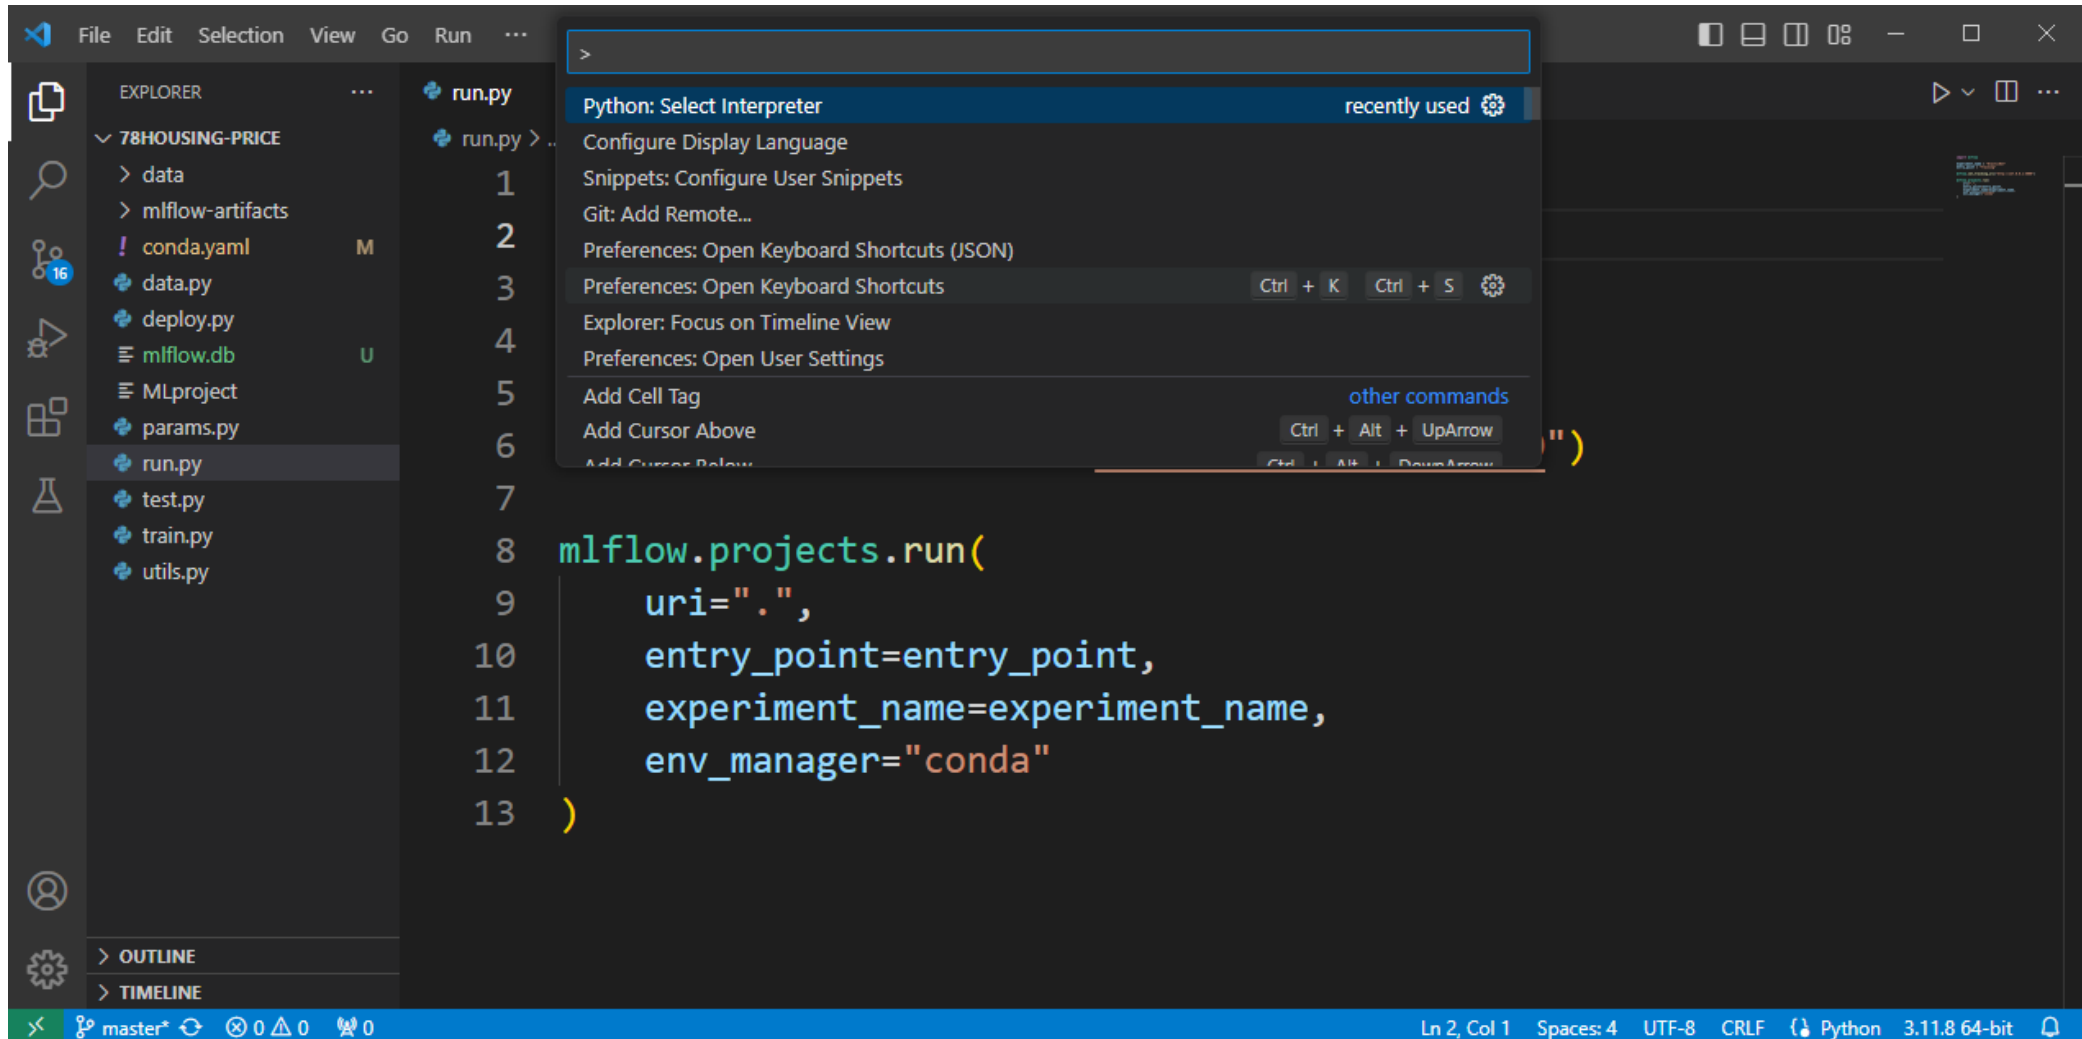 File Edit Selection View Go Run ···
>
EXPLORER ···
78HOUSING-PRICE
data
mlflow-artifacts
! conda.yaml M
data.py
deploy.py
mlflow.db U
MLproject
params.py
run.py
test.py
train.py
utils.py
OUTLINE
TIMELINE
16
run.py
run.py > ..
Python: Select Interpreter recently used
Configure Display Language
Snippets: Configure User Snippets
Git: Add Remote...
Preferences: Open Keyboard Shortcuts (JSON)
Preferences: Open Keyboard Shortcuts Ctrl + K Ctrl + S
Explorer: Focus on Timeline View
Preferences: Open User Settings
Add Cell Tag other commands
Add Cursor Above Ctrl + Alt + UpArrow
Add Cursor Below Ctrl + Alt + DownArrow
1
2
3
4
5
6 ")
7
8 mlflow.projects.run(
9 uri=".",
10 entry_point=entry_point,
11 experiment_name=experiment_name,
12 env_manager="conda"
13 )
master* 0 0 0 Ln 2, Col 1 Spaces: 4 UTF-8 CRLF Python 3.11.8 64-bit